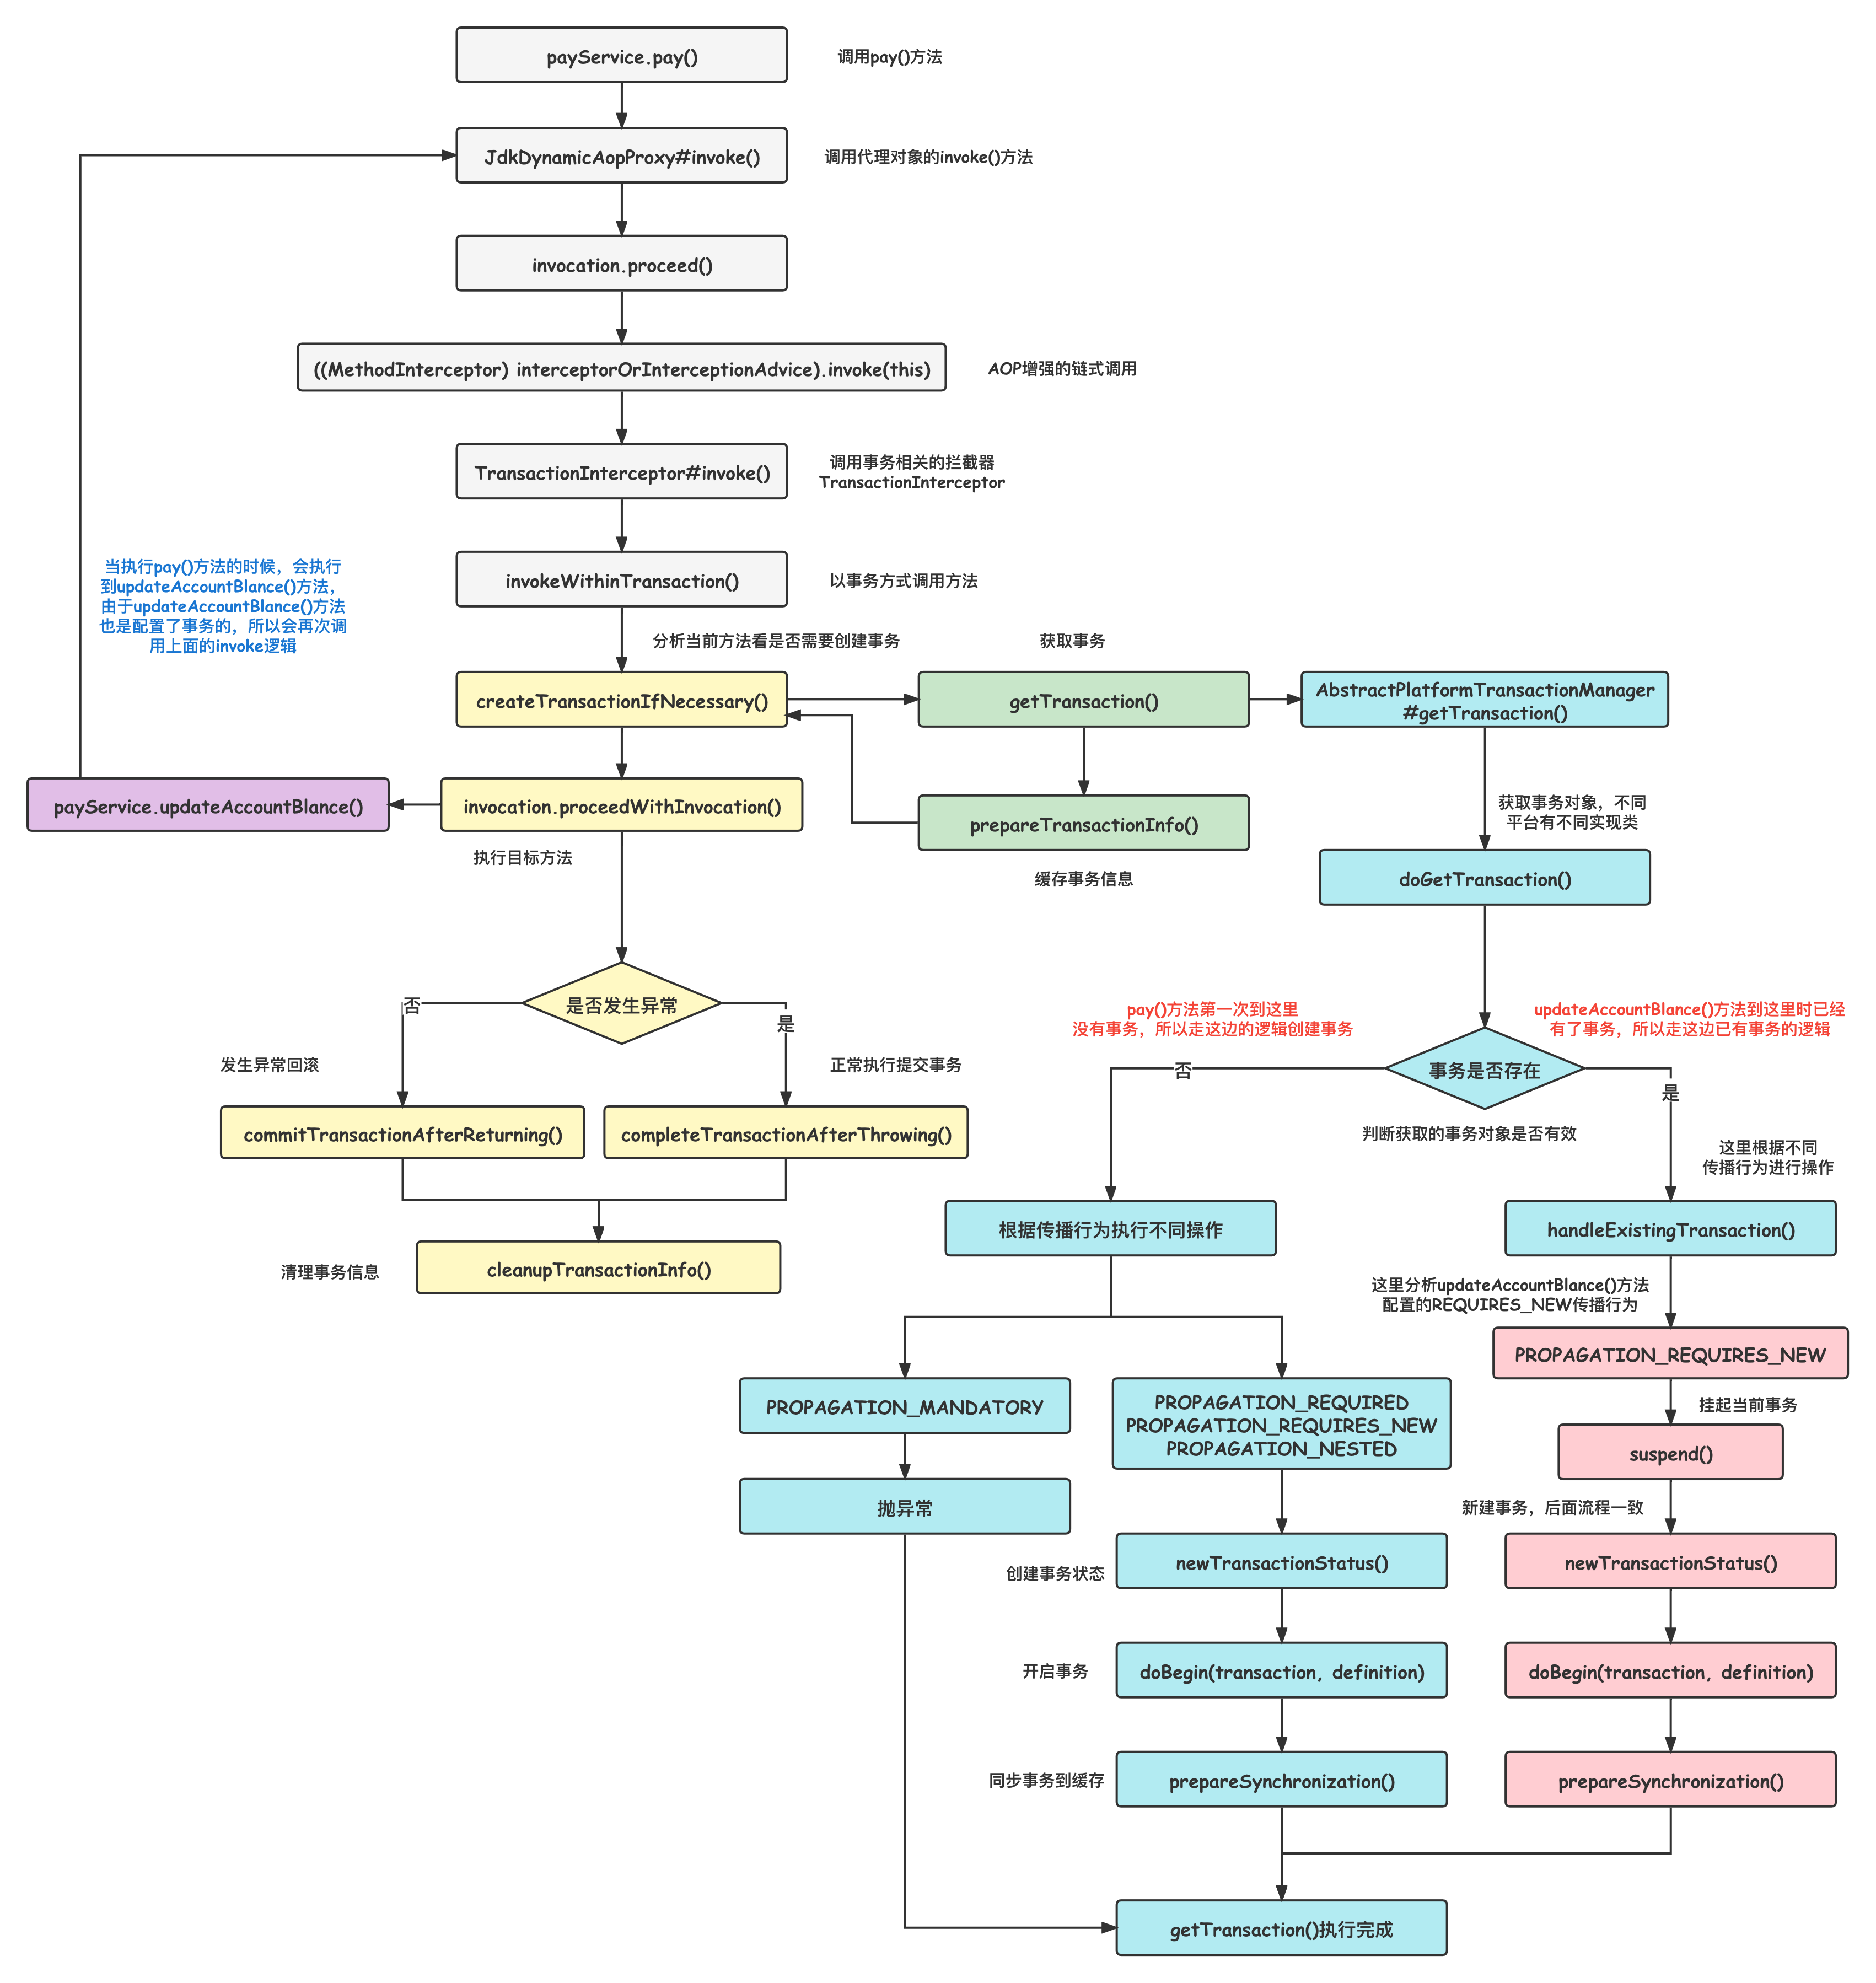 payService.pay()
调用pay()方法
JdkDynamicAopProxy#invoke()
调用代理对象的invoke()方法
invocation.proceed()
((MethodInterceptor) interceptorOrInterceptionAdvice).invoke(this)
AOP增强的链式调用
TransactionInterceptor#invoke()
调用事务相关的拦截器
TransactionInterceptor
invokeWithinTransaction()
以事务方式调用方法
当执行pay()方法的时候，会执行
到updateAccountBlance()方法，
由于updateAccountBlance()方法
也是配置了事务的，所以会再次调
用上面的invoke逻辑
分析当前方法看是否需要创建事务
获取事务
createTransactionIfNecessary()
getTransaction()
AbstractPlatformTransactionManager
#getTransaction()
payService.updateAccountBlance()
invocation.proceedWithInvocation()
prepareTransactionInfo()
获取事务对象，不同
平台有不同实现类
执行目标方法
缓存事务信息
doGetTransaction()
是否发生异常
否
是
pay()方法第一次到这里
没有事务，所以走这边的逻辑创建事务
updateAccountBlance()方法到这里时已经
有了事务，所以走这边已有事务的逻辑
发生异常回滚
正常执行提交事务
事务是否存在
否
是
commitTransactionAfterReturning()
completeTransactionAfterThrowing()
判断获取的事务对象是否有效
这里根据不同
传播行为进行操作
根据传播行为执行不同操作
handleExistingTransaction()
清理事务信息
cleanupTransactionInfo()
这里分析updateAccountBlance()方法
配置的REQUIRES_NEW传播行为
PROPAGATION_REQUIRES_NEW
PROPAGATION_MANDATORY
PROPAGATION_REQUIRED
PROPAGATION_REQUIRES_NEW
PROPAGATION_NESTED
挂起当前事务
suspend()
抛异常
新建事务，后面流程一致
创建事务状态
newTransactionStatus()
newTransactionStatus()
开启事务
doBegin(transaction, definition)
doBegin(transaction, definition)
同步事务到缓存
prepareSynchronization()
prepareSynchronization()
getTransaction()执行完成